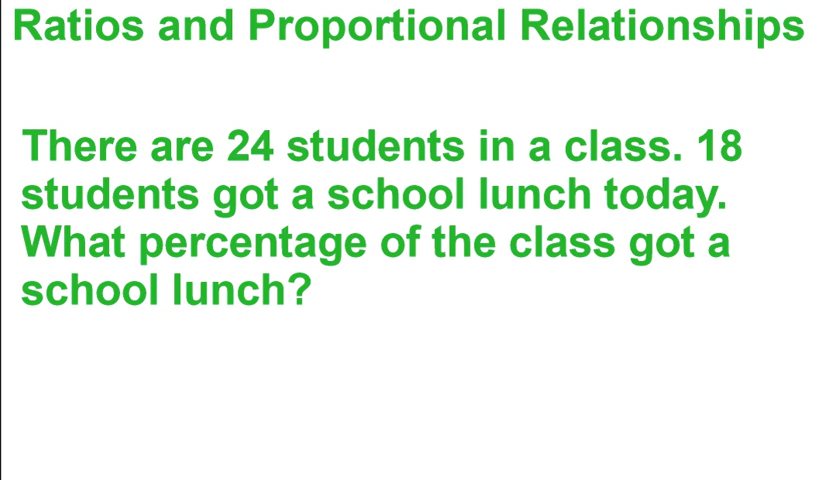 Ratios and Proportional Relationships
There are 24 students in a class. 18
students got a school lunch today.
What percentage of the class got a
school lunch?